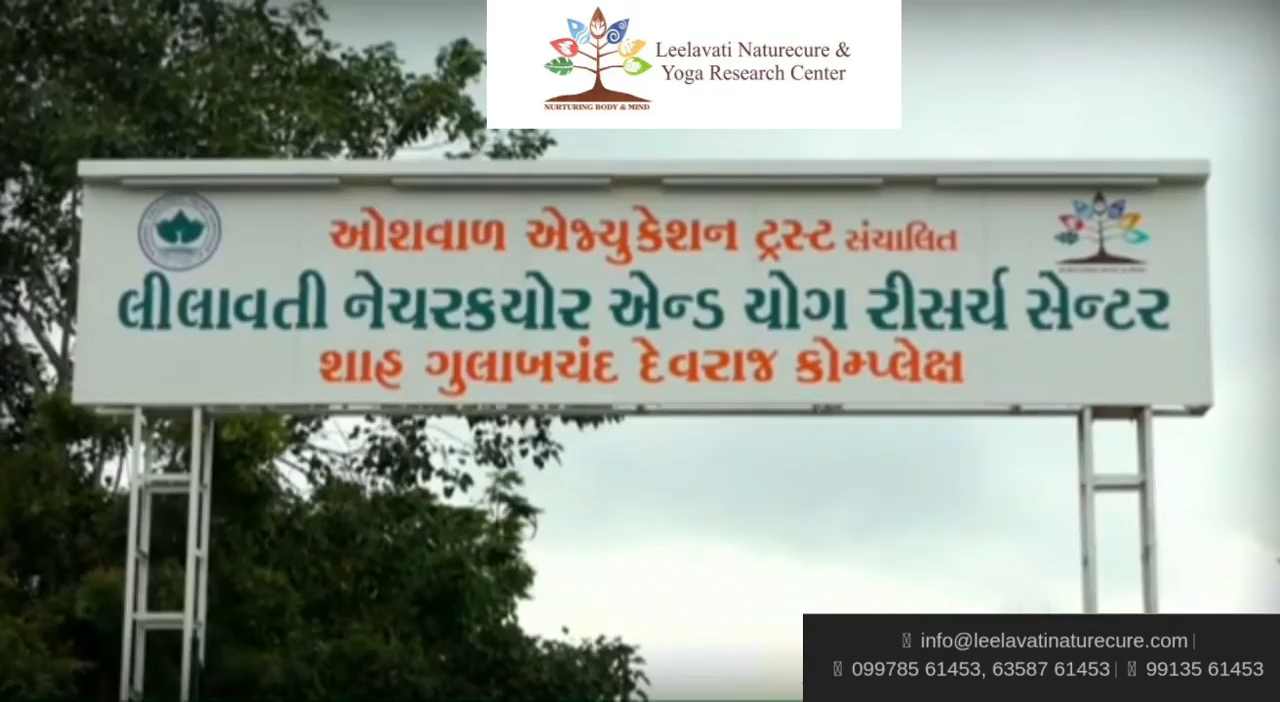 Leelavati Naturecure &
Yoga Research Center
NURTURING BODY & MIND
ઓશવાળ એજ્યુકેશન ટ્રસ્ટ સંચાલિત
લીલાવતી નેચરકયોર એન્ડ યોગ રીસર્ચ સેન્ટર
શાહ ગુલાબચંદ દેવરાજ કોમ્પ્લેક્ષ
info@leelavatinaturecure.com |
099785 61453, 63587 61453 | 99135 61453